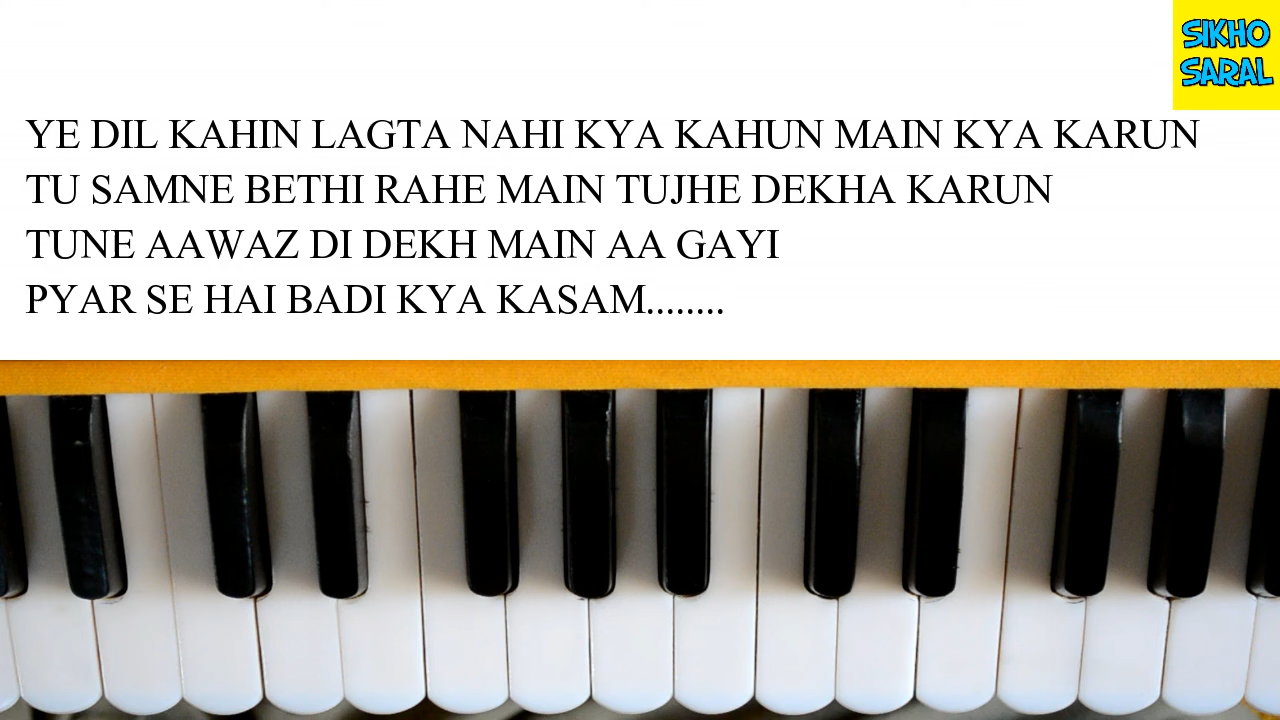 SIKHO
SARAL
YE DIL KAHIN LAGTA NAHI KYA KAHUN MAIN KYA KARUN
TU SAMNE BETHI RAHE MAIN TUJHE DEKHA KARUN
TUNE AAWAZ DI DEKH MAIN AA GAYI
PYAR SE HAI BADI KYA KASAM........